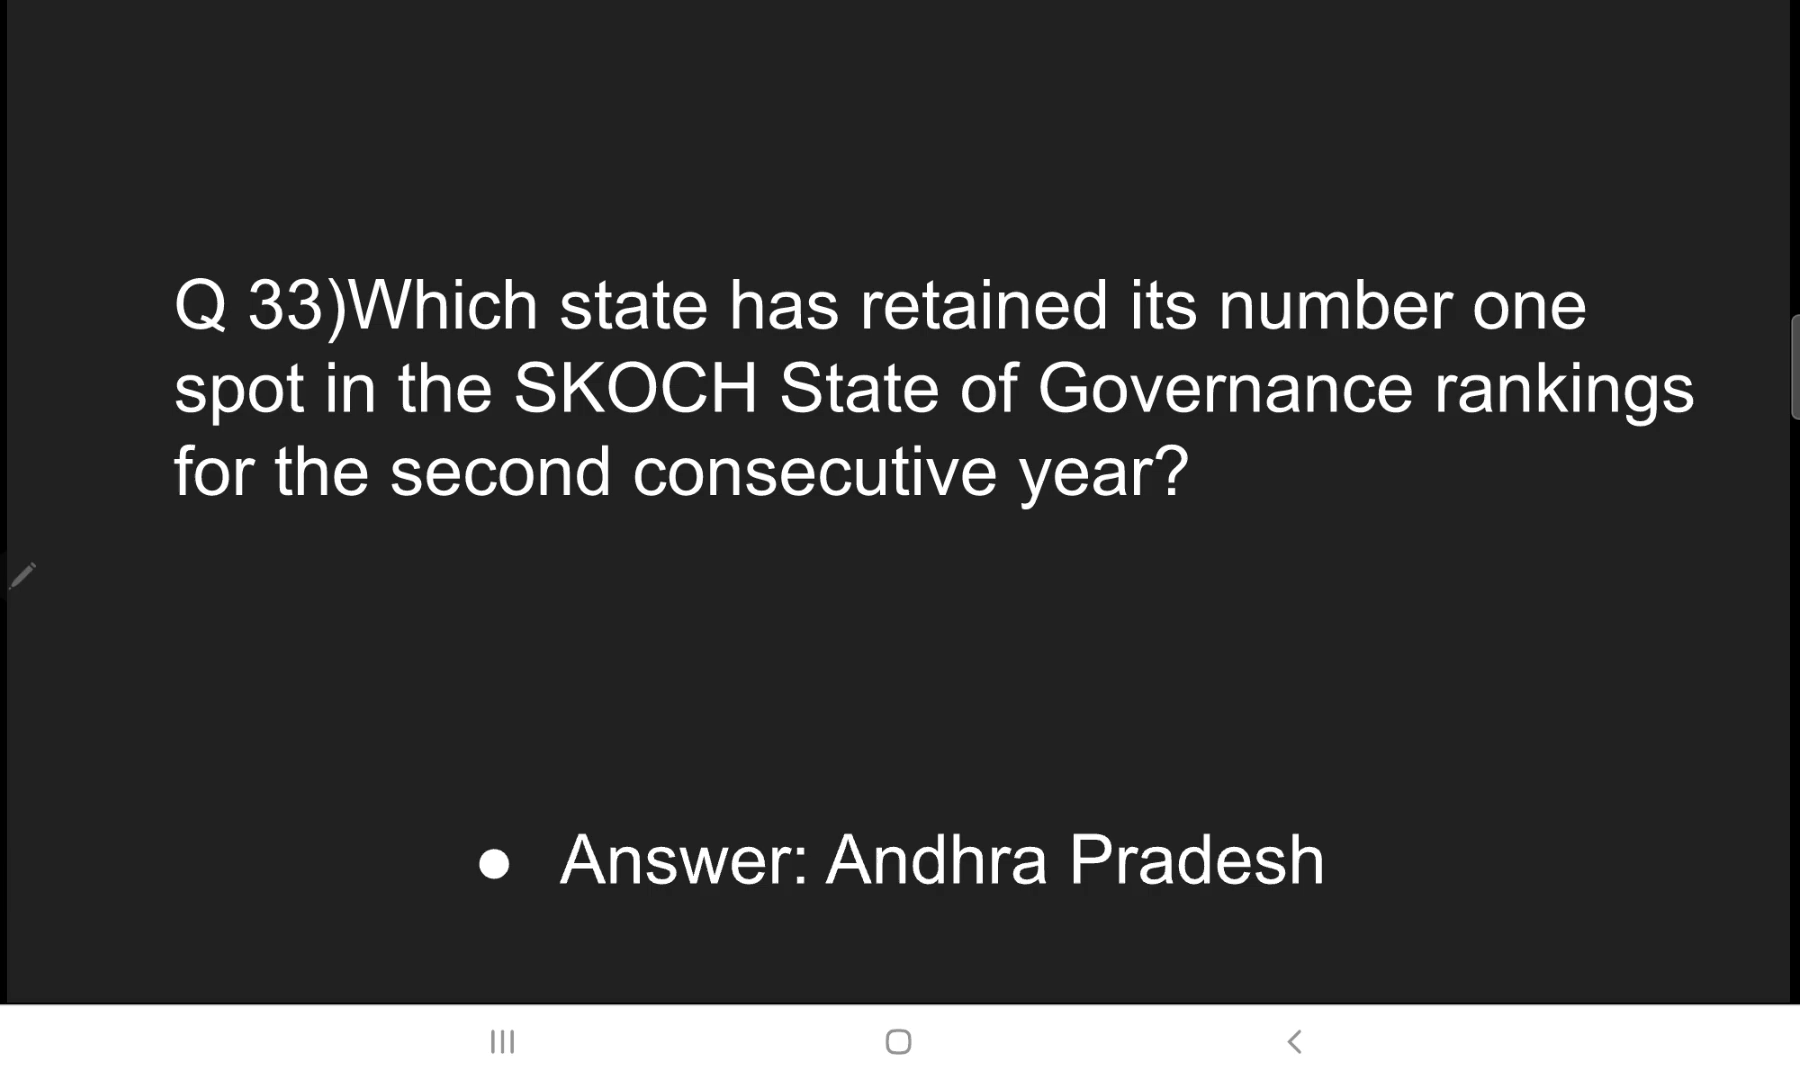 Q 33)Which state has retained its number one
spot in the SKOCH State of Governance rankings
for the second consecutive year?
● Answer: Andhra Pradesh